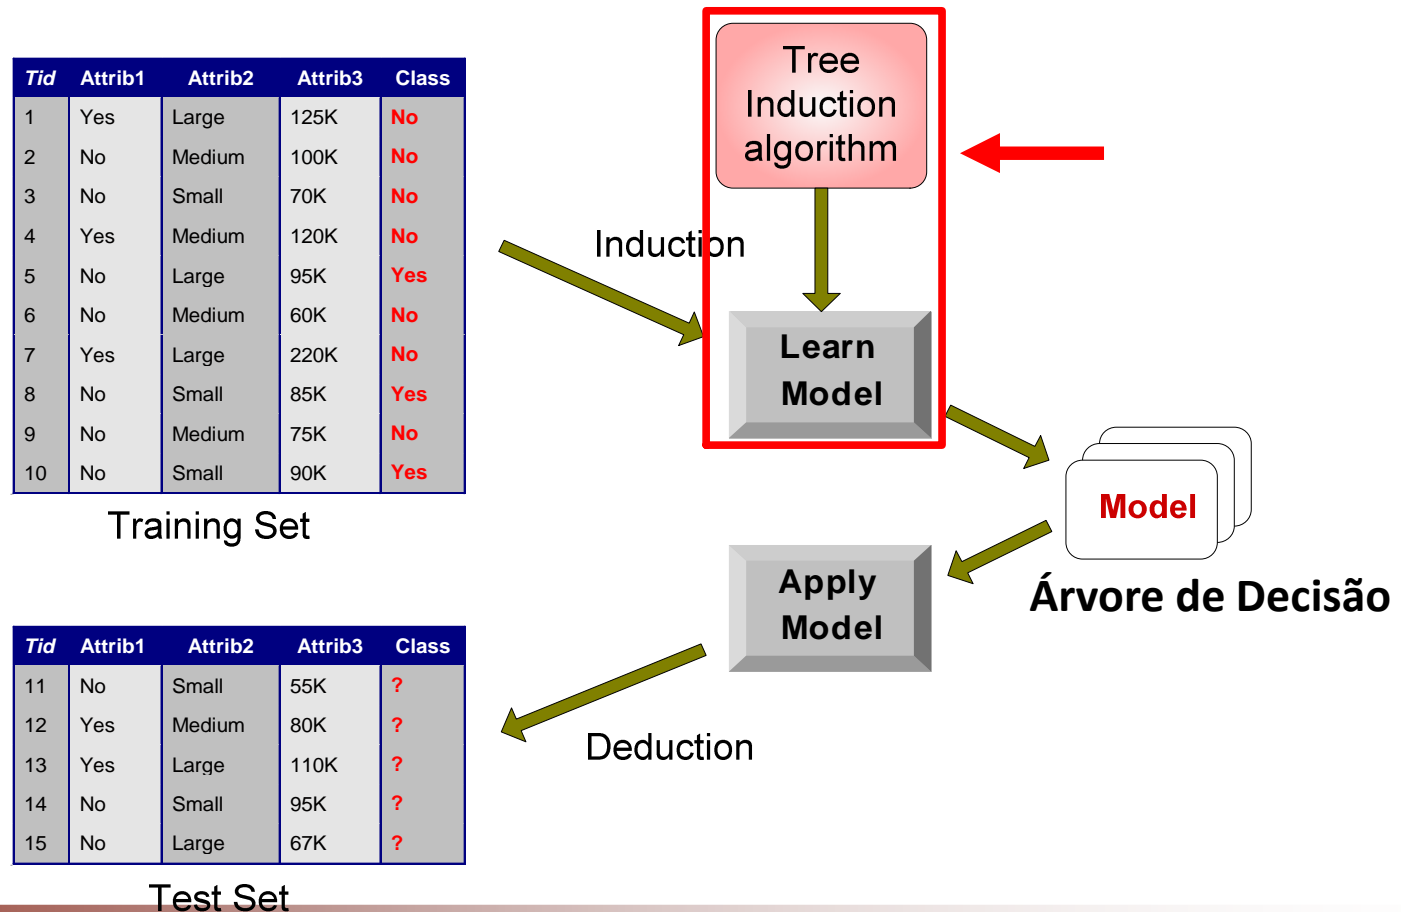 Tree
Induction
algorithm
Tid Attrib1 Attrib2 Attrib3 Class
1 Yes Large 125K No
2 No Medium 100K No
3 No Small 70K No
4 Yes Medium 120K No
5 No Large 95K Yes
6 No Medium 60K No
7 Yes Large 220K No
8 No Small 85K Yes
9 No Medium 75K No
10 No Small 90K Yes
Training Set
Induction
Learn
Model
Model
Árvore de Decisão
Apply
Model
Deduction
Tid Attrib1 Attrib2 Attrib3 Class
11 No Small 55K ?
12 Yes Medium 80K ?
13 Yes Large 110K ?
14 No Small 95K ?
15 No Large 67K ?
Test Set